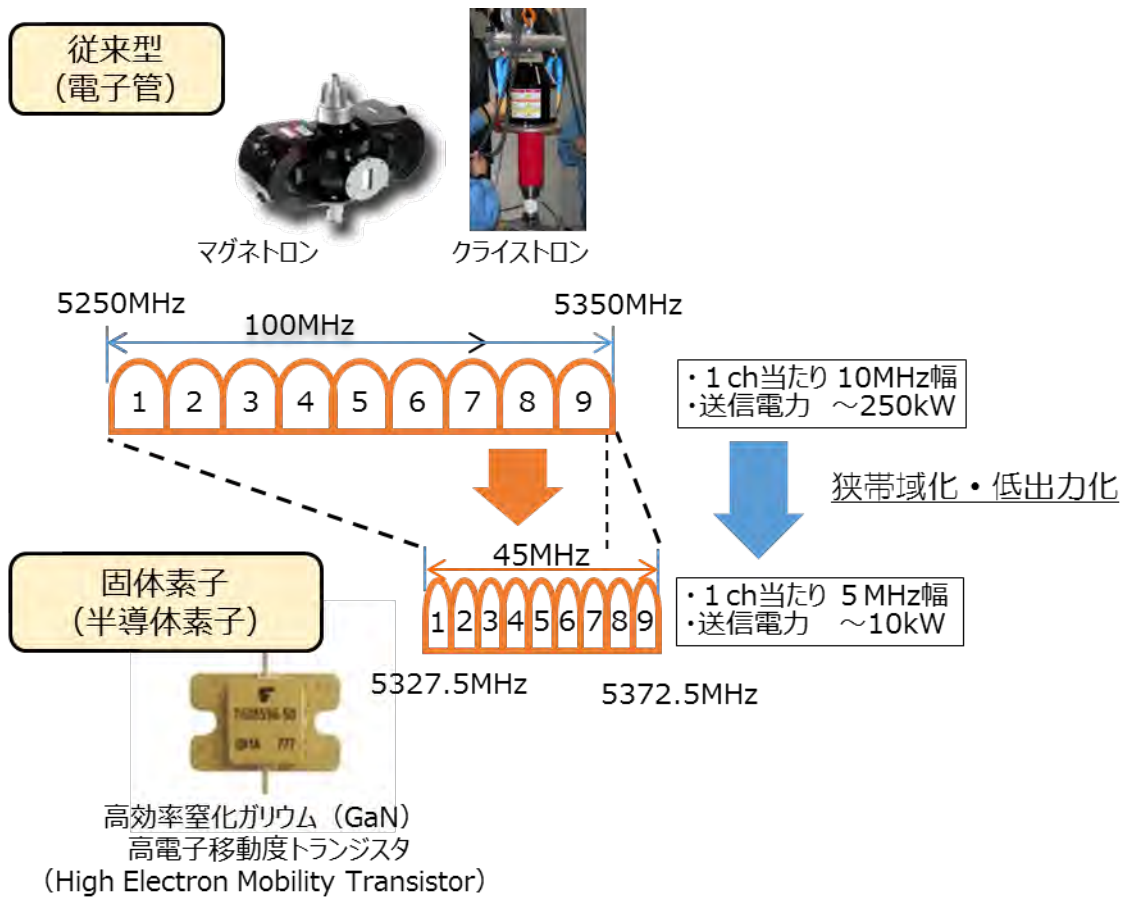 従来型
(電子管)
マグネトロン
クライストロン
5250MHz
5350MHz
100MHz
1 2 3 4 5 6 7 8 9
・1ch当たり 10MHz幅
・送信電力 ～250kW
狭帯域化・低出力化
45MHz
固体素子
(半導体素子)
1 2 3 4 5 6 7 8 9
・1ch当たり 5MHz幅
・送信電力 ～10kW
5327.5MHz
5372.5MHz
777
高効率窒化ガリウム（GaN）
高電子移動度トランジスタ
（High Electron Mobility Transistor）